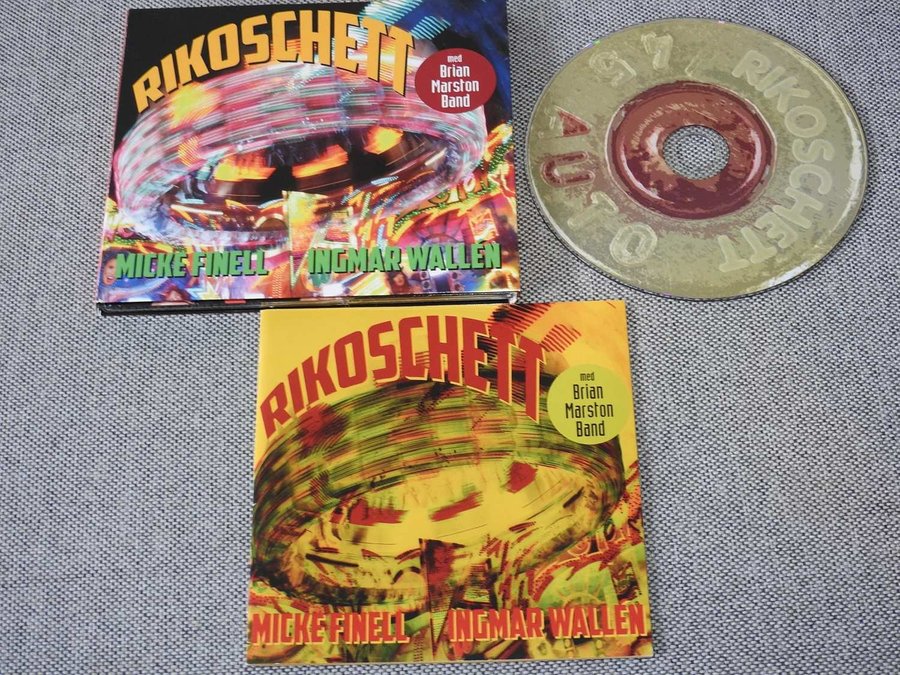 RIKOSCHETT
med
Brian
Marston
Band
MICKE FINELL
INGMAR WALLÉN
RIKOSCHETT
45
AUTO
RIKOSCHETT
med
Brian
Marston
Band
MICKE FINELL
INGMAR WALLÉN